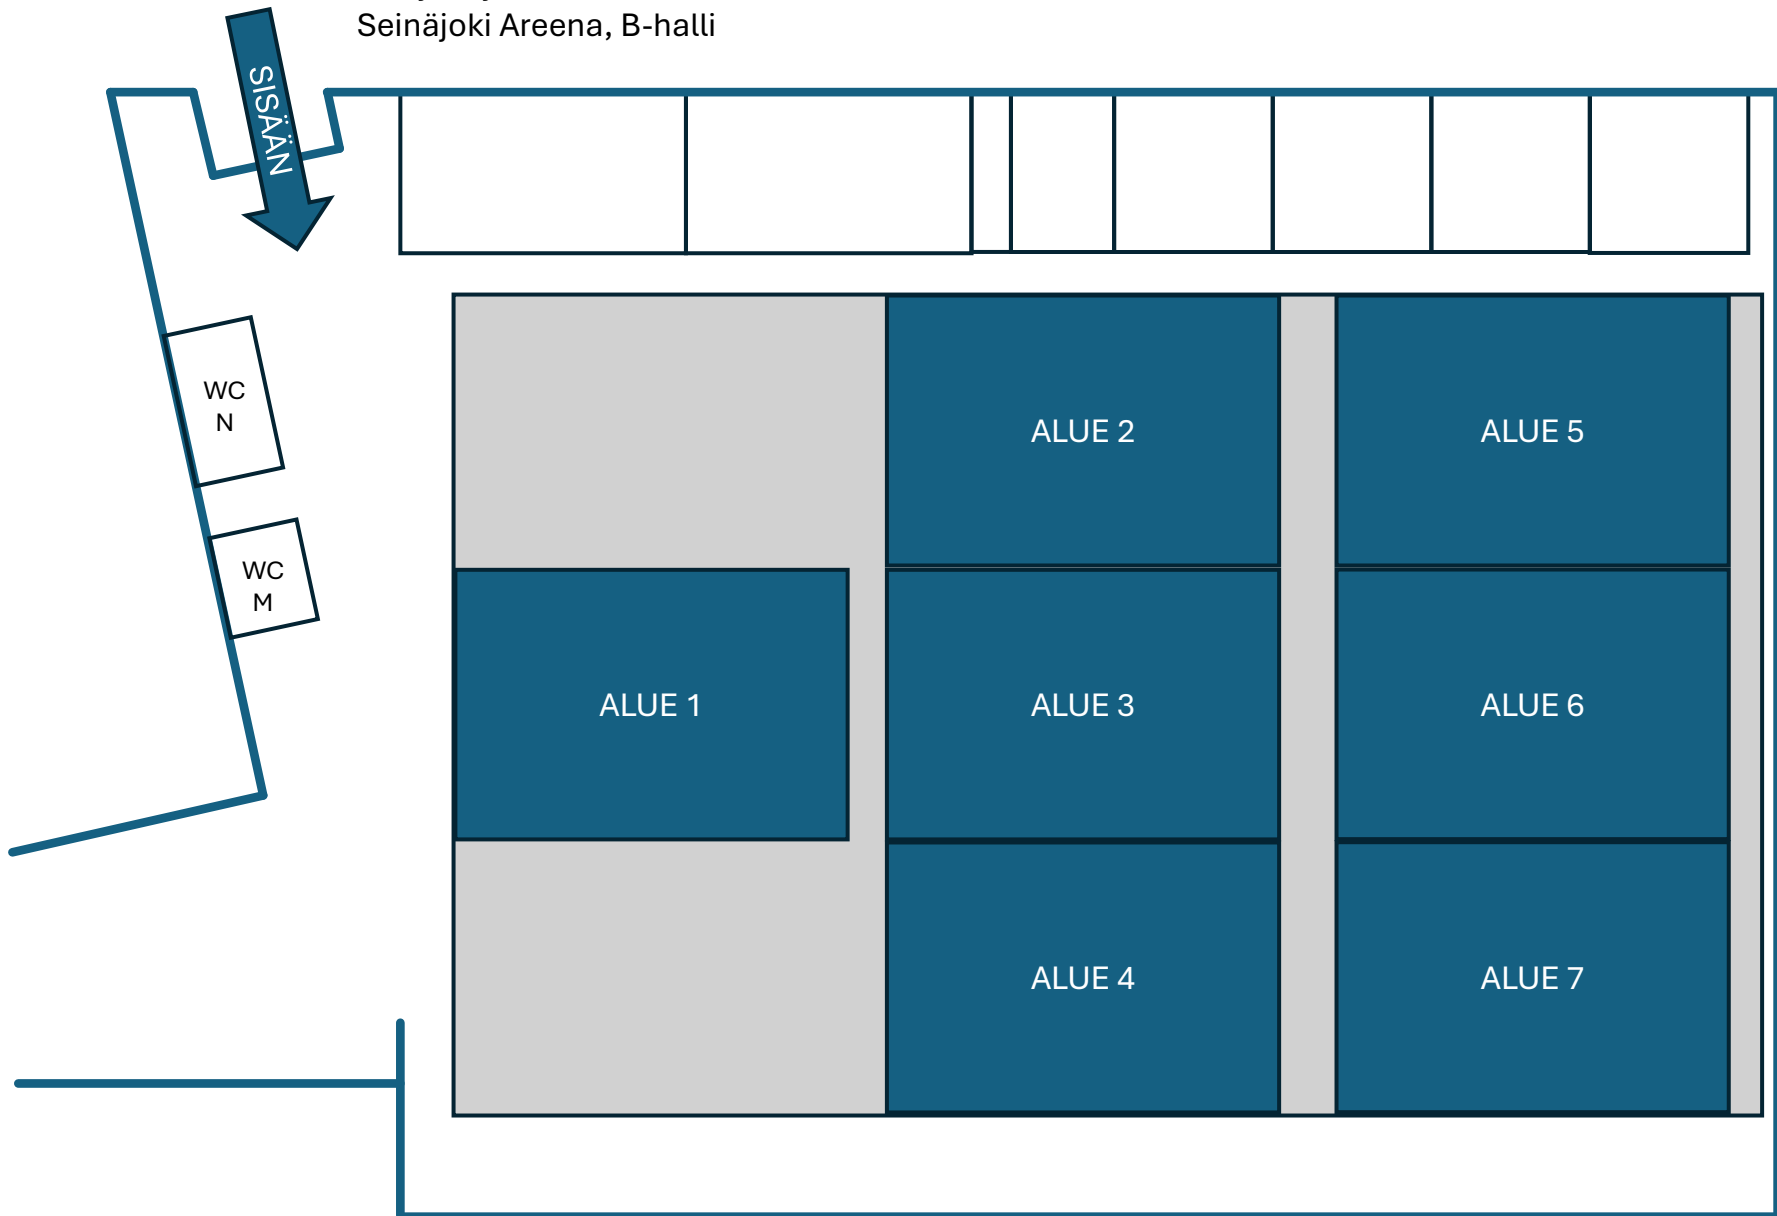 Seinäjoki Areena, B-halli
SISÄÄN
WC
N
WC
M
ALUE 2
ALUE 5
ALUE 1
ALUE 3
ALUE 6
ALUE 4
ALUE 7